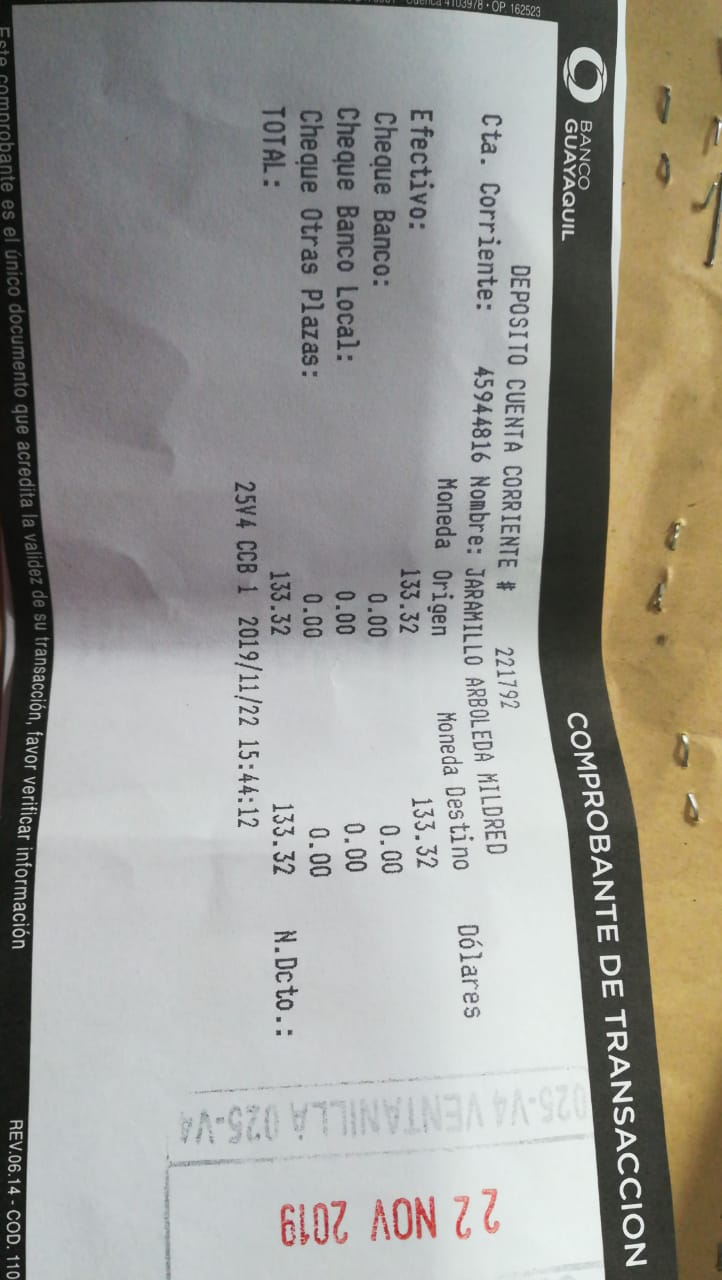 BANCO
GUAYAQUIL
COMPROBANTE DE TRANSACCION
DEPOSITO CUENTA CORRIENTE # 221792
Cta. Corriente: 45944816 Nombre: JARAMILLO ARBOLEDA MILDRED
Moneda Origen Moneda Destino Dólares
Efectivo: 133.32 133.32
Cheque Banco: 0.00 0.00
Cheque Banco Local: 0.00 0.00
Cheque Otras Plazas: 0.00 0.00
TOTAL: 133.32 133.32 N.Dcto.:
25V4 CCB 1 2019/11/22 15:44:12
025-V4 VENTANILLA 025-V4
22 NOV 2019
Este comprobante es el único documento que acredita la validez de su transacción, favor verificar información
REV.06.14 - COD. 110
OP. 162523